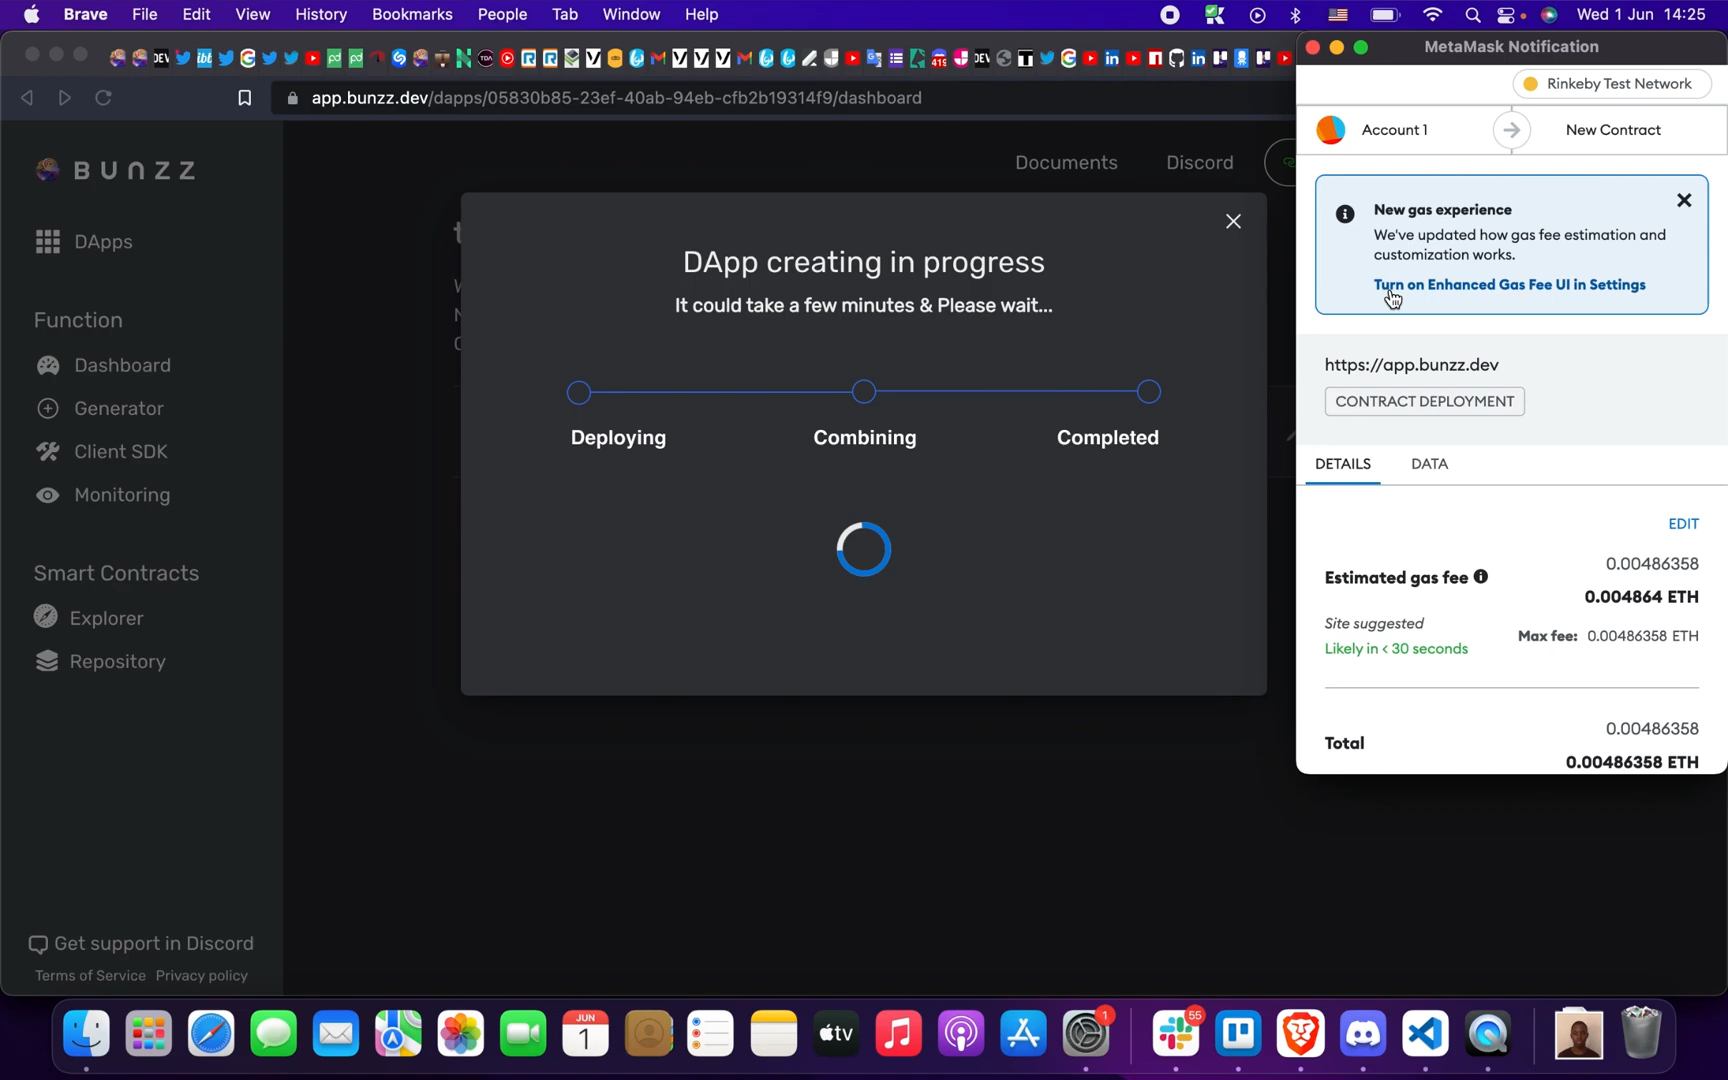 Brave File Edit View History Bookmarks People Tab Window Help
Wed 1 Jun 14:25
app.bunzz.dev/dapps/05830b85-23ef-40ab-94eb-cfb2b19314f9/dashboard
BUNZZ
DApps
Function
Dashboard
Generator
Client SDK
Monitoring
Smart Contracts
Explorer
Repository
Get support in Discord
Terms of Service Privacy policy
Documents Discord
DApp creating in progress
It could take a few minutes & Please wait...
Deploying Combining Completed
MetaMask Notification
Rinkeby Test Network
Account 1 New Contract
New gas experience
We've updated how gas fee estimation and
customization works.
Turn on Enhanced Gas Fee UI in Settings
https://app.bunzz.dev
CONTRACT DEPLOYMENT
DETAILS DATA
EDIT
0.00486358
Estimated gas fee
0.004864 ETH
Site suggested
Max fee: 0.00486358 ETH
Likely in < 30 seconds
0.00486358
Total
0.00486358 ETH
JUN
1
tv
1
55